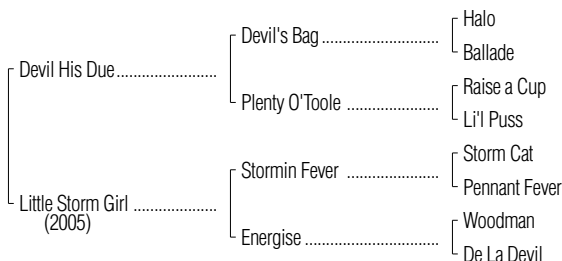 Halo
Devil's Bag ..............................
Ballade
Devil His Due ..........................
Raise a Cup
Plenty O'Toole .........................
Li'l Puss
Storm Cat
Stormin Fever ........................
Pennant Fever
Little Storm Girl .....................
(2005)
Woodman
Energise ...................................
De La Devil